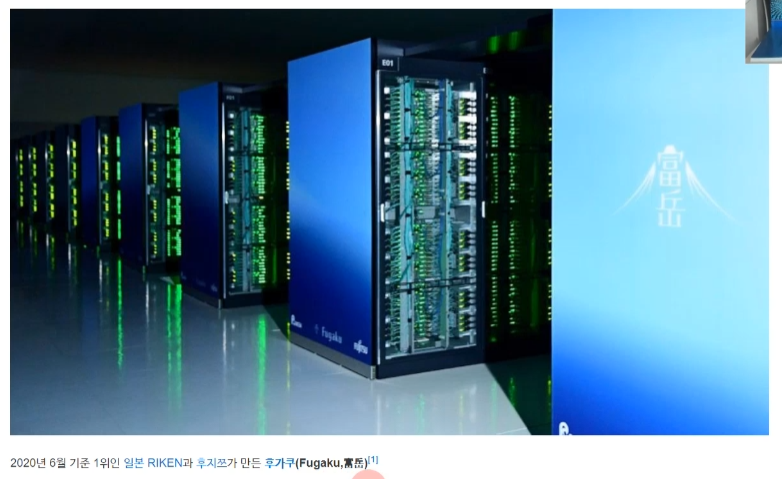 E01
富
岳
Fugaku
FUJITSU
2020년 6월 기준 1위인 일본 RIKEN과 후지쯔가 만든 후가쿠(Fugaku,富岳)[1]